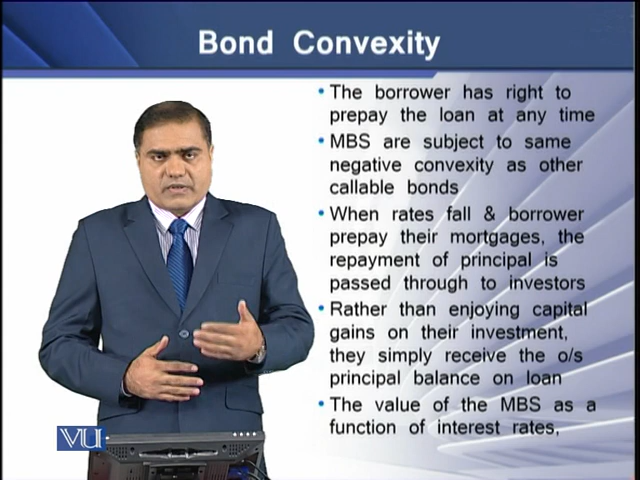 Bond Convexity
• The borrower has right to
prepay the loan at any time
• MBS are subject to same
negative convexity as other
callable bonds
• When rates fall & borrower
prepay their mortgages, the
repayment of principal is
passed through to investors
• Rather than enjoying capital
gains on their investment,
they simply receive the o/s
principal balance on loan
• The value of the MBS as a
function of interest rates,
VU